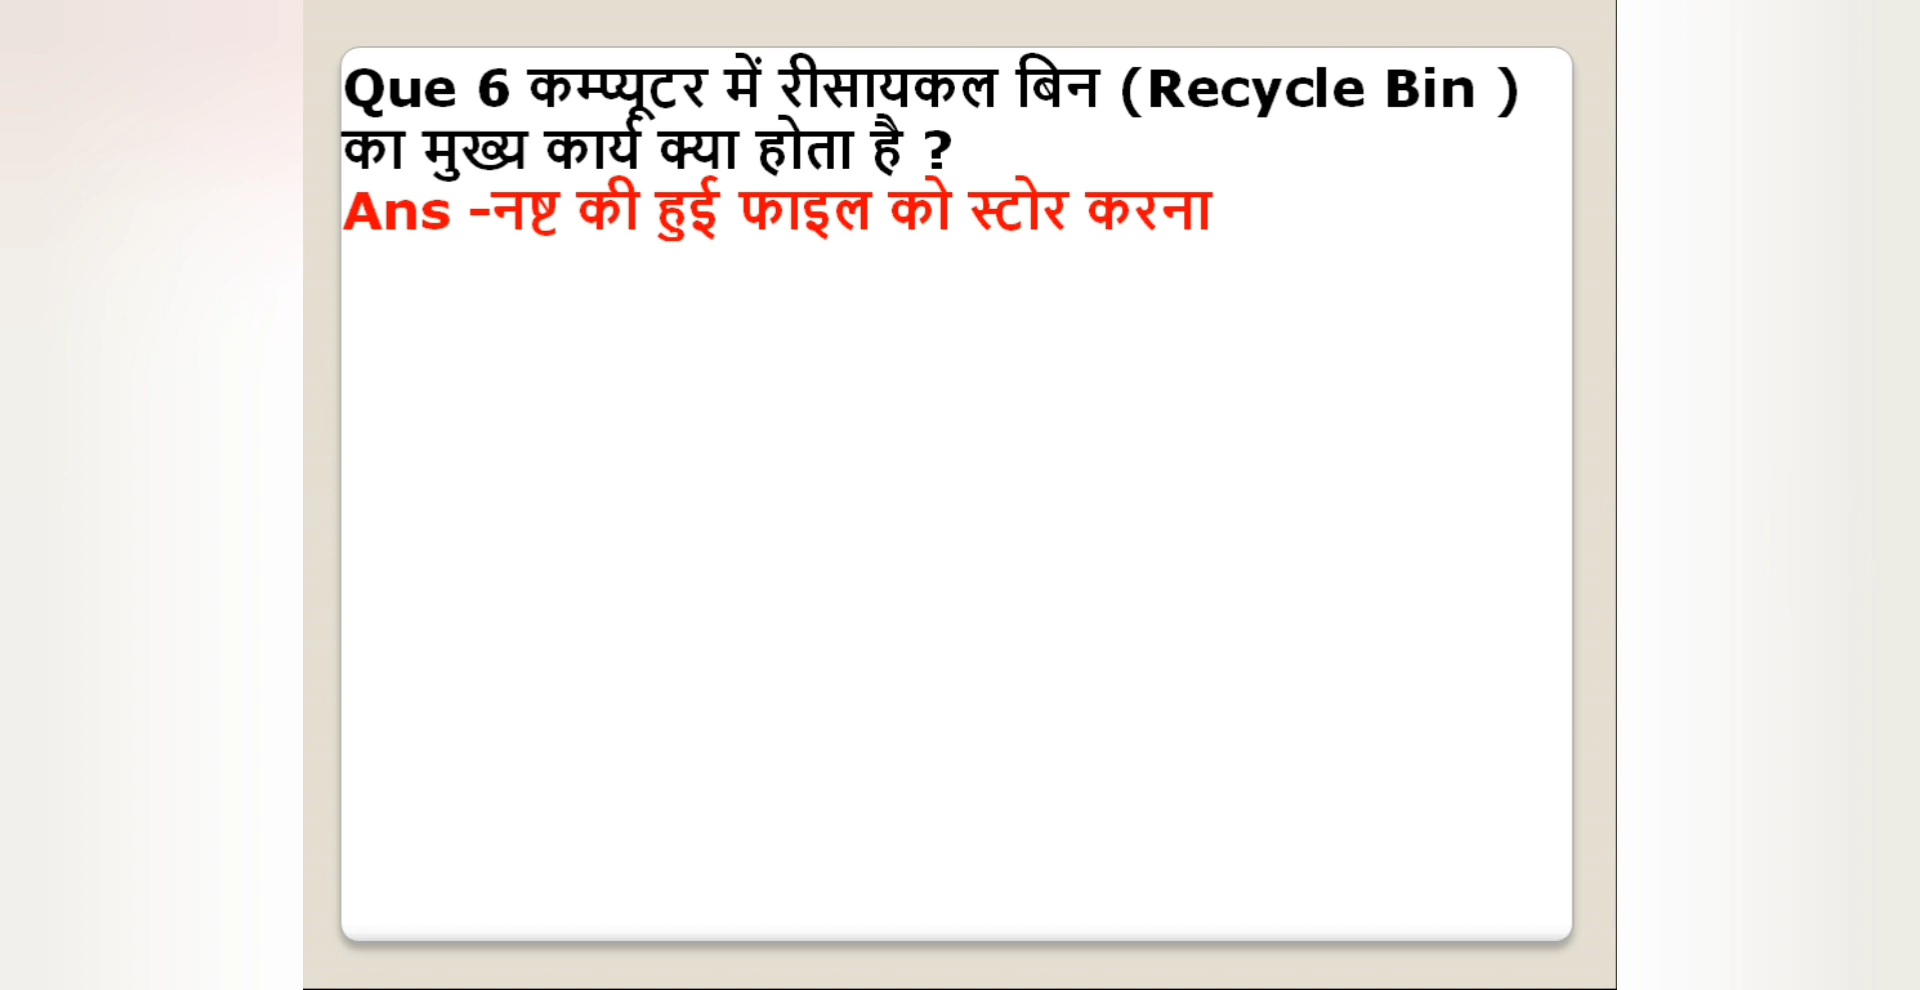 Que 6 कम्प्यूटर में रीसायकल बिन (Recycle Bin )
का मुख्य कार्य क्या होता है ?
Ans -नष्ट की हुई फाइल को स्टोर करना